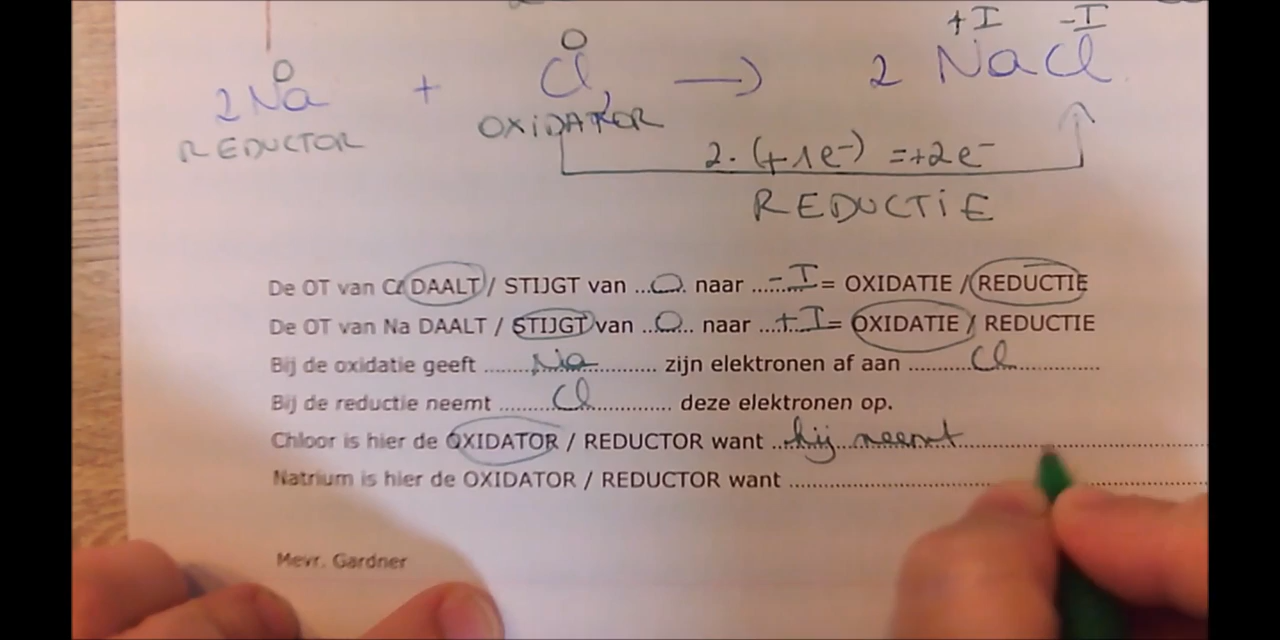 +I -I
0 0
2Na + Cl2 → 2 NaCl
REDUCTOR OXIDATOR
2. (+1e-) =+2e-
REDUCTIE
De OT van Cl DAALT / STIJGT van ...0... naar ...-I= OXIDATIE / REDUCTIE
De OT van Na DAALT / STIJGT van ...0... naar ...+I= OXIDATIE / REDUCTIE
Bij de oxidatie geeft ...Na... zijn elektronen af aan ...Cl...
Bij de reductie neemt ...Cl... deze elektronen op.
Chloor is hier de OXIDATOR / REDUCTOR want ...hij neemt...
Natrium is hier de OXIDATOR / REDUCTOR want ...
Mevr. Gardner